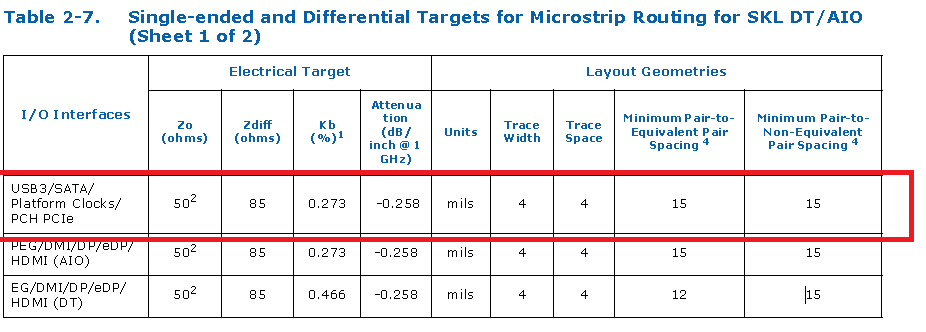 Table 2-7. Single-ended and Differential Targets for Microstrip Routing for SKL DT/AIO
(Sheet 1 of 2)
I/O Interfaces
Electrical Target
Layout Geometries
Zo
(ohms)
Zdiff
(ohms)
Kb
(%)1
Attenua
tion
(dB/
inch @ 1
GHz)
Units
Trace
Width
Trace
Space
Minimum Pair-to-
Equivalent Pair
Spacing 4
Minimum Pair-to-
Non-Equivalent
Pair Spacing 4
USB3/SATA/
Platform Clocks/
PCH PCIe
502 85 0.273 -0.258 mils 4 4 15 15
PEG/DMI/DP/eDP/
HDMI (AIO)
502 85 0.273 -0.258 mils 4 4 15 15
EG/DMI/DP/eDP/
HDMI (DT)
502 85 0.466 -0.258 mils 4 4 12 15